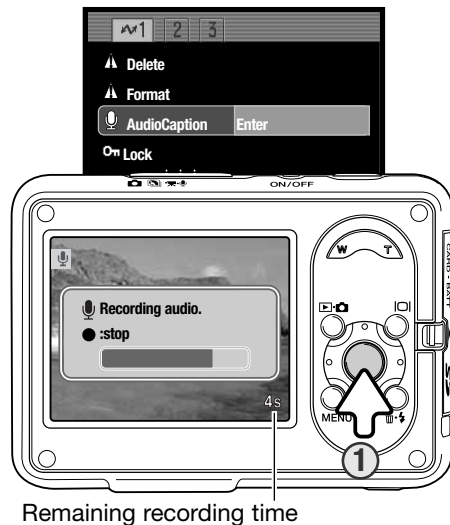 1 2 3
Delete
Format
AudioCaption Enter
Lock
ON/OFF
W T
CARD • BATT
Recording audio.
:stop
4s
MENU
1
Remaining recording time